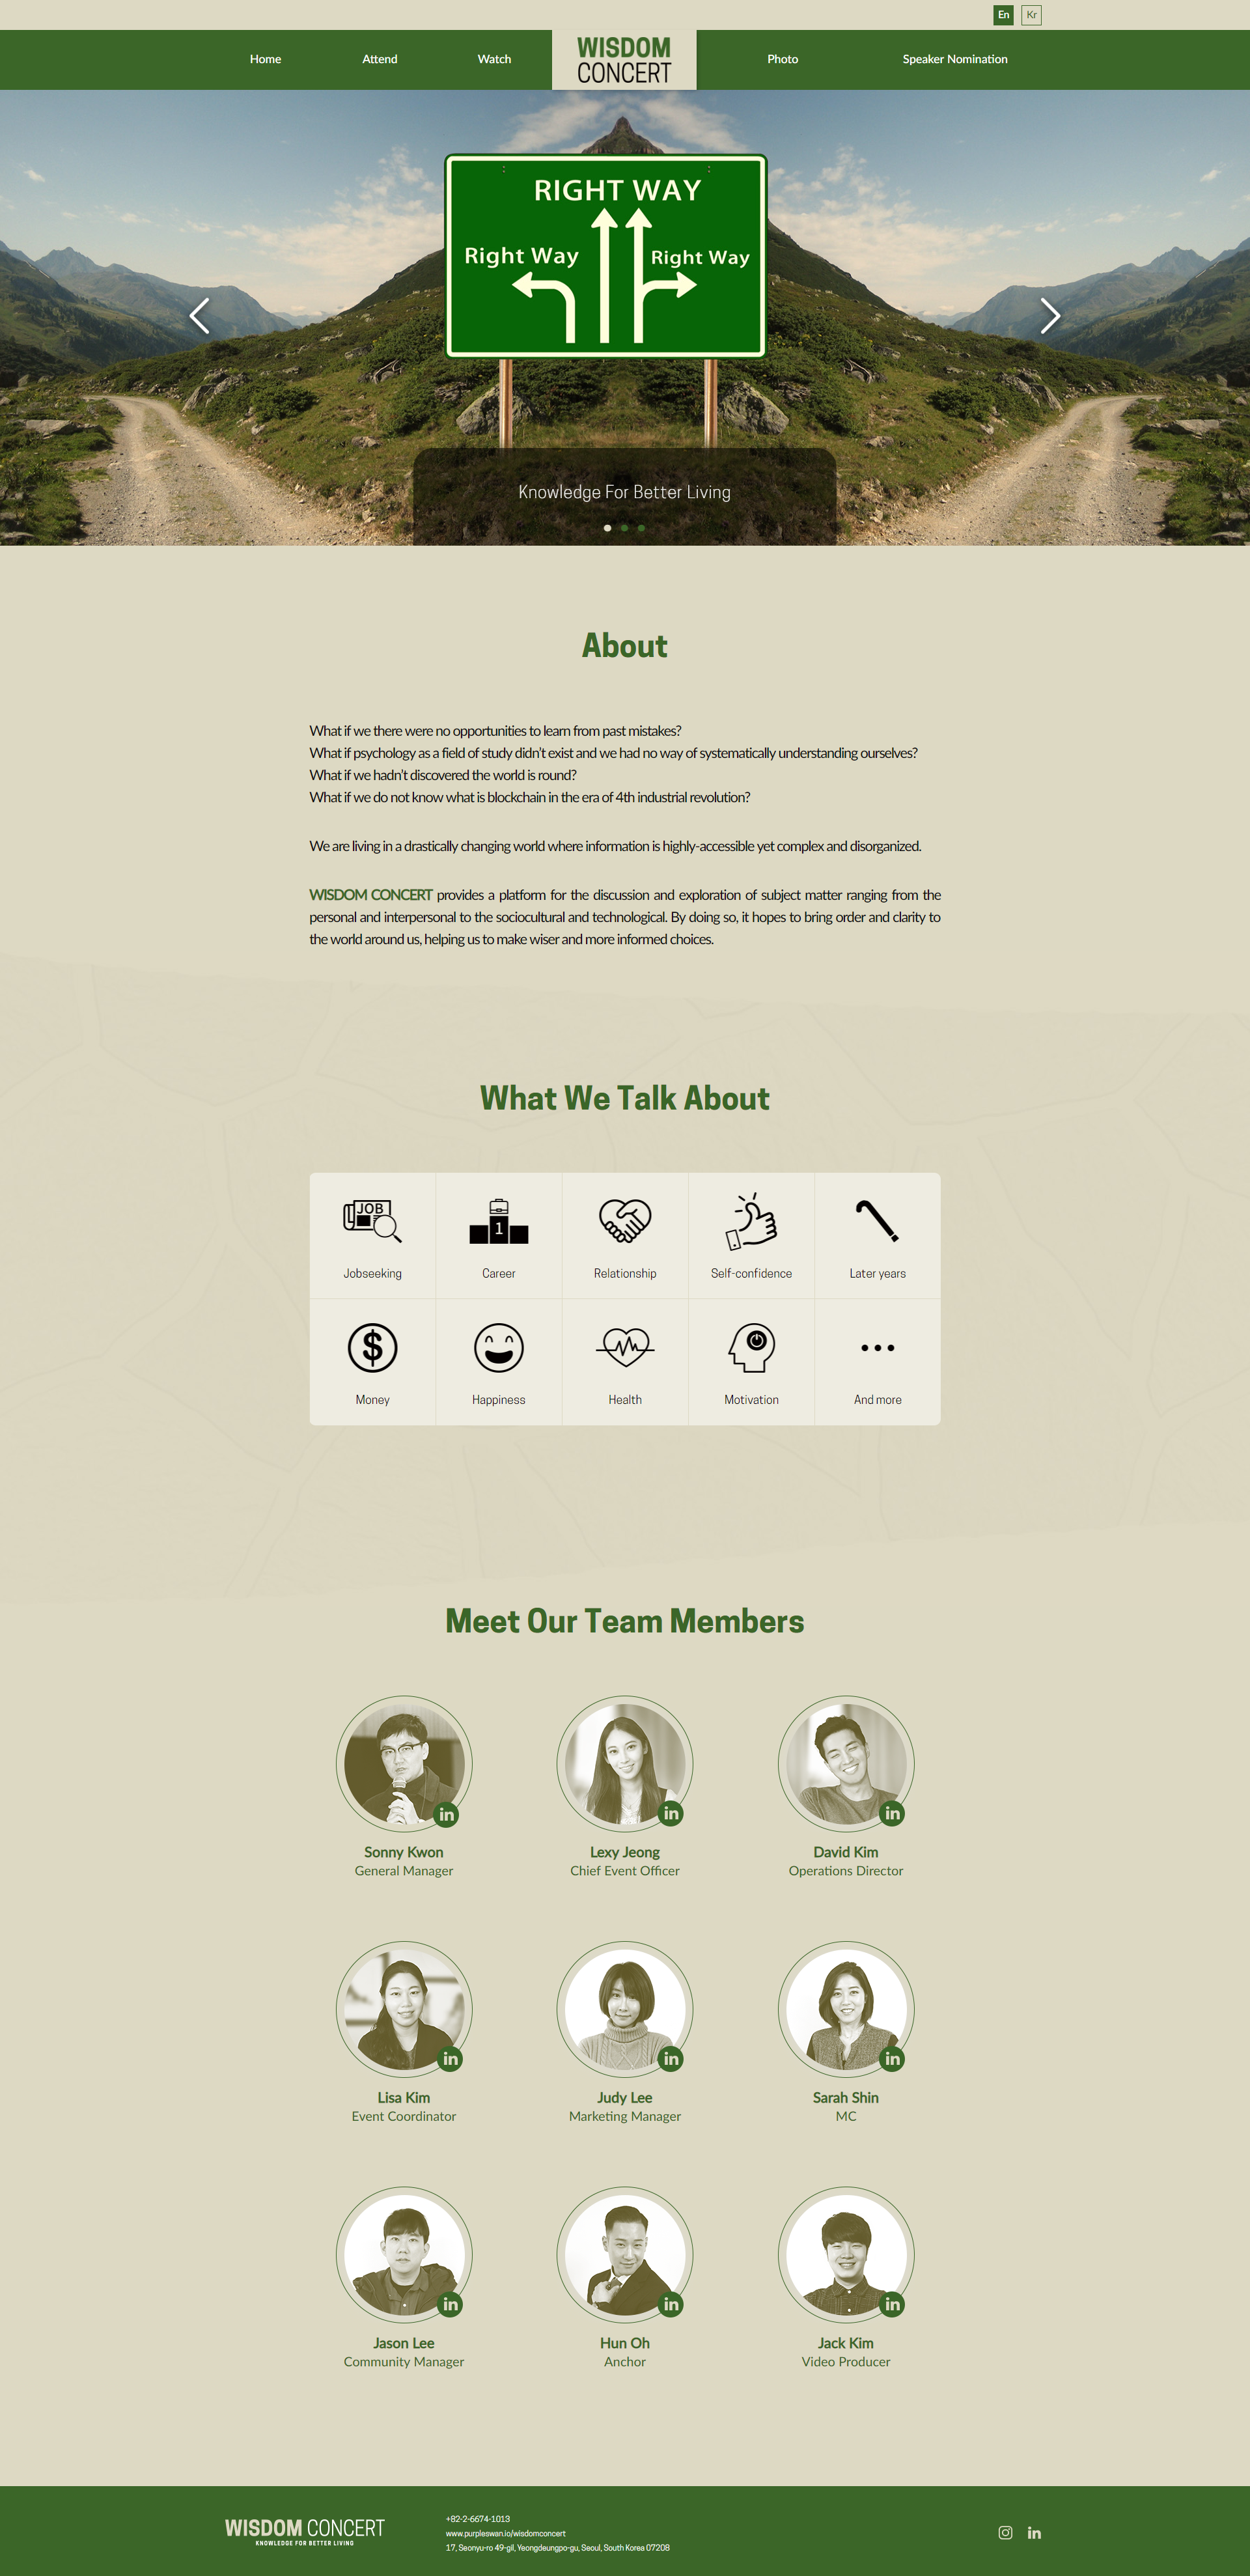 En Kr
Home Attend Watch
WISDOM
CONCERT
Photo Speaker Nomination
RIGHT WAY
Right Way
Right Way
Knowledge For Better Living
About
What if we there were no opportunities to learn from past mistakes?
What if psychology as a field of study didn't exist and we had no way of systematically understanding ourselves?
What if we hadn't discovered the world is round?
What if we do not know what is blockchain in the era of 4th industrial revolution?
We are living in a drastically changing world where information is highly-accessible yet complex and disorganized.
WISDOM CONCERT provides a platform for the discussion and exploration of subject matter ranging from the
personal and interpersonal to the sociocultural and technological. By doing so, it hopes to bring order and clarity to
the world around us, helping us to make wiser and more informed choices.
What We Talk About
JOB
1
Jobseeking Career Relationship Self-confidence Later years
$
Money Happiness Health Motivation And more
Meet Our Team Members
in in in
Sonny Kwon Lexy Jeong David Kim
General Manager Chief Event Officer Operations Director
in in in
Lisa Kim Judy Lee Sarah Shin
Event Coordinator Marketing Manager MC
in in in
Jason Lee Hun Oh Jack Kim
Community Manager Anchor Video Producer
WISDOM CONCERT
KNOWLEDGE FOR BETTER LIVING
+82-2-6674-1013
www.purpleswan.io/wisdomconcert
17, Seonyu-ro 49-gil, Yeongdeungpo-gu, Seoul, South Korea 07208
in